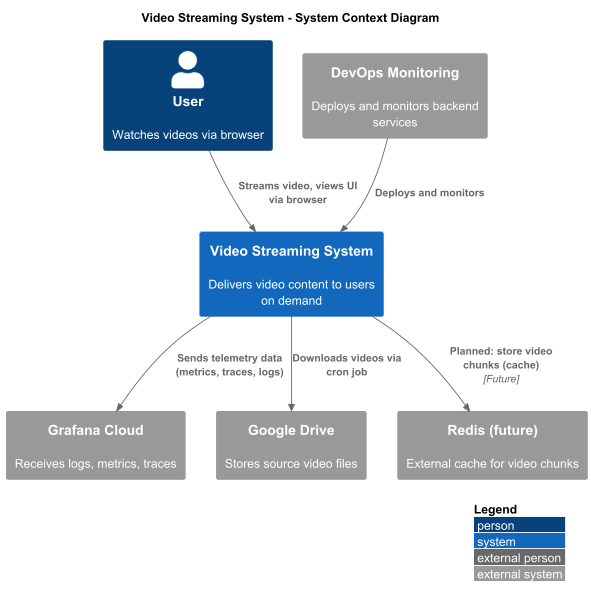 Video Streaming System - System Context Diagram
User
Watches videos via browser
DevOps Monitoring
Deploys and monitors backend
services
Streams video, views UI
via browser
Deploys and monitors
Video Streaming System
Delivers video content to users
on demand
Sends telemetry data
(metrics, traces, logs)
Downloads videos via
cron job
Planned: store video
chunks (cache)
[Future]
Grafana Cloud
Receives logs, metrics, traces
Google Drive
Stores source video files
Redis (future)
External cache for video chunks
Legend
person
system
external person
external system